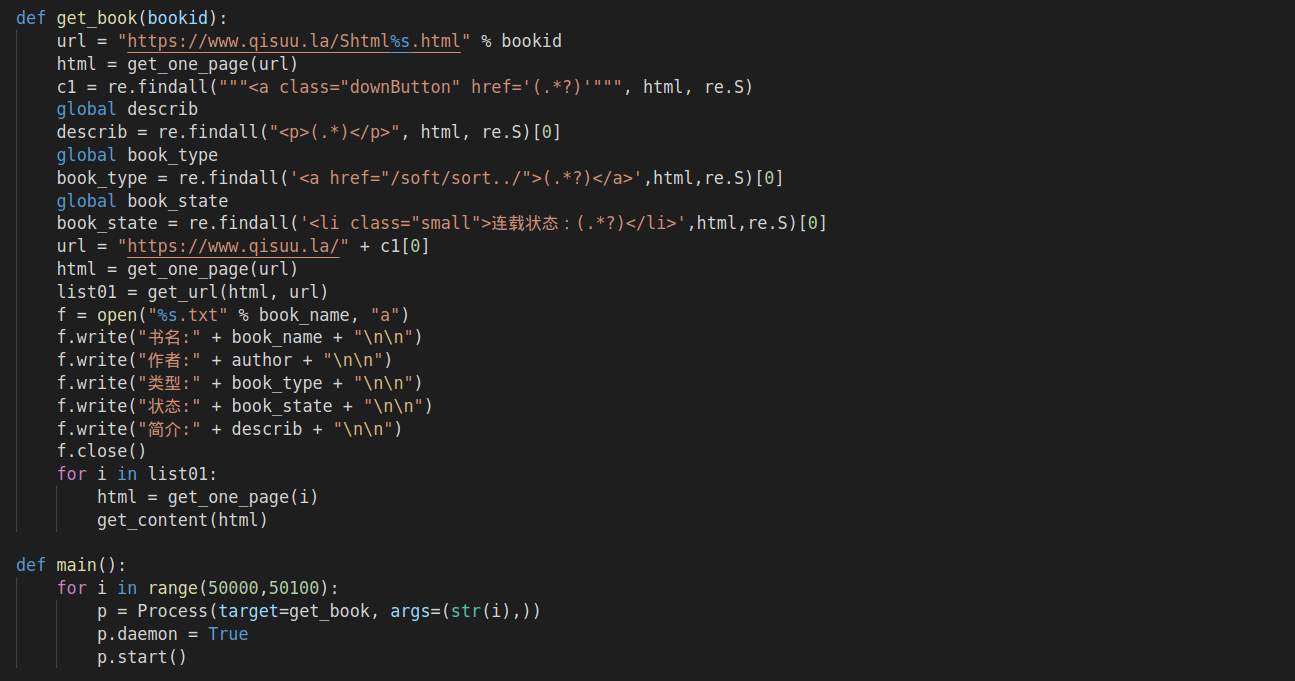 def get_book(bookid):
    url = "https://www.qisuu.la/Shtml%s.html" % bookid
    html = get_one_page(url)
    c1 = re.findall("""<a class="downButton" href='(.*?)'""", html, re.S)
    global describ
    describ = re.findall("<p>(.*)</p>", html, re.S)[0]
    global book_type
    book_type = re.findall('<a href="/soft/sort../">(.*?)</a>',html,re.S)[0]
    global book_state
    book_state = re.findall('<li class="small">连载状态：(.*?)</li>',html,re.S)[0]
    url = "https://www.qisuu.la/" + c1[0]
    html = get_one_page(url)
    list01 = get_url(html, url)
    f = open("%s.txt" % book_name, "a")
    f.write("书名:" + book_name + "\n\n")
    f.write("作者:" + author + "\n\n")
    f.write("类型:" + book_type + "\n\n")
    f.write("状态:" + book_state + "\n\n")
    f.write("简介:" + describ + "\n\n")
    f.close()
    for i in list01:
        html = get_one_page(i)
        get_content(html)
def main():
    for i in range(50000,50100):
        p = Process(target=get_book, args=(str(i),))
        p.daemon = True
        p.start()